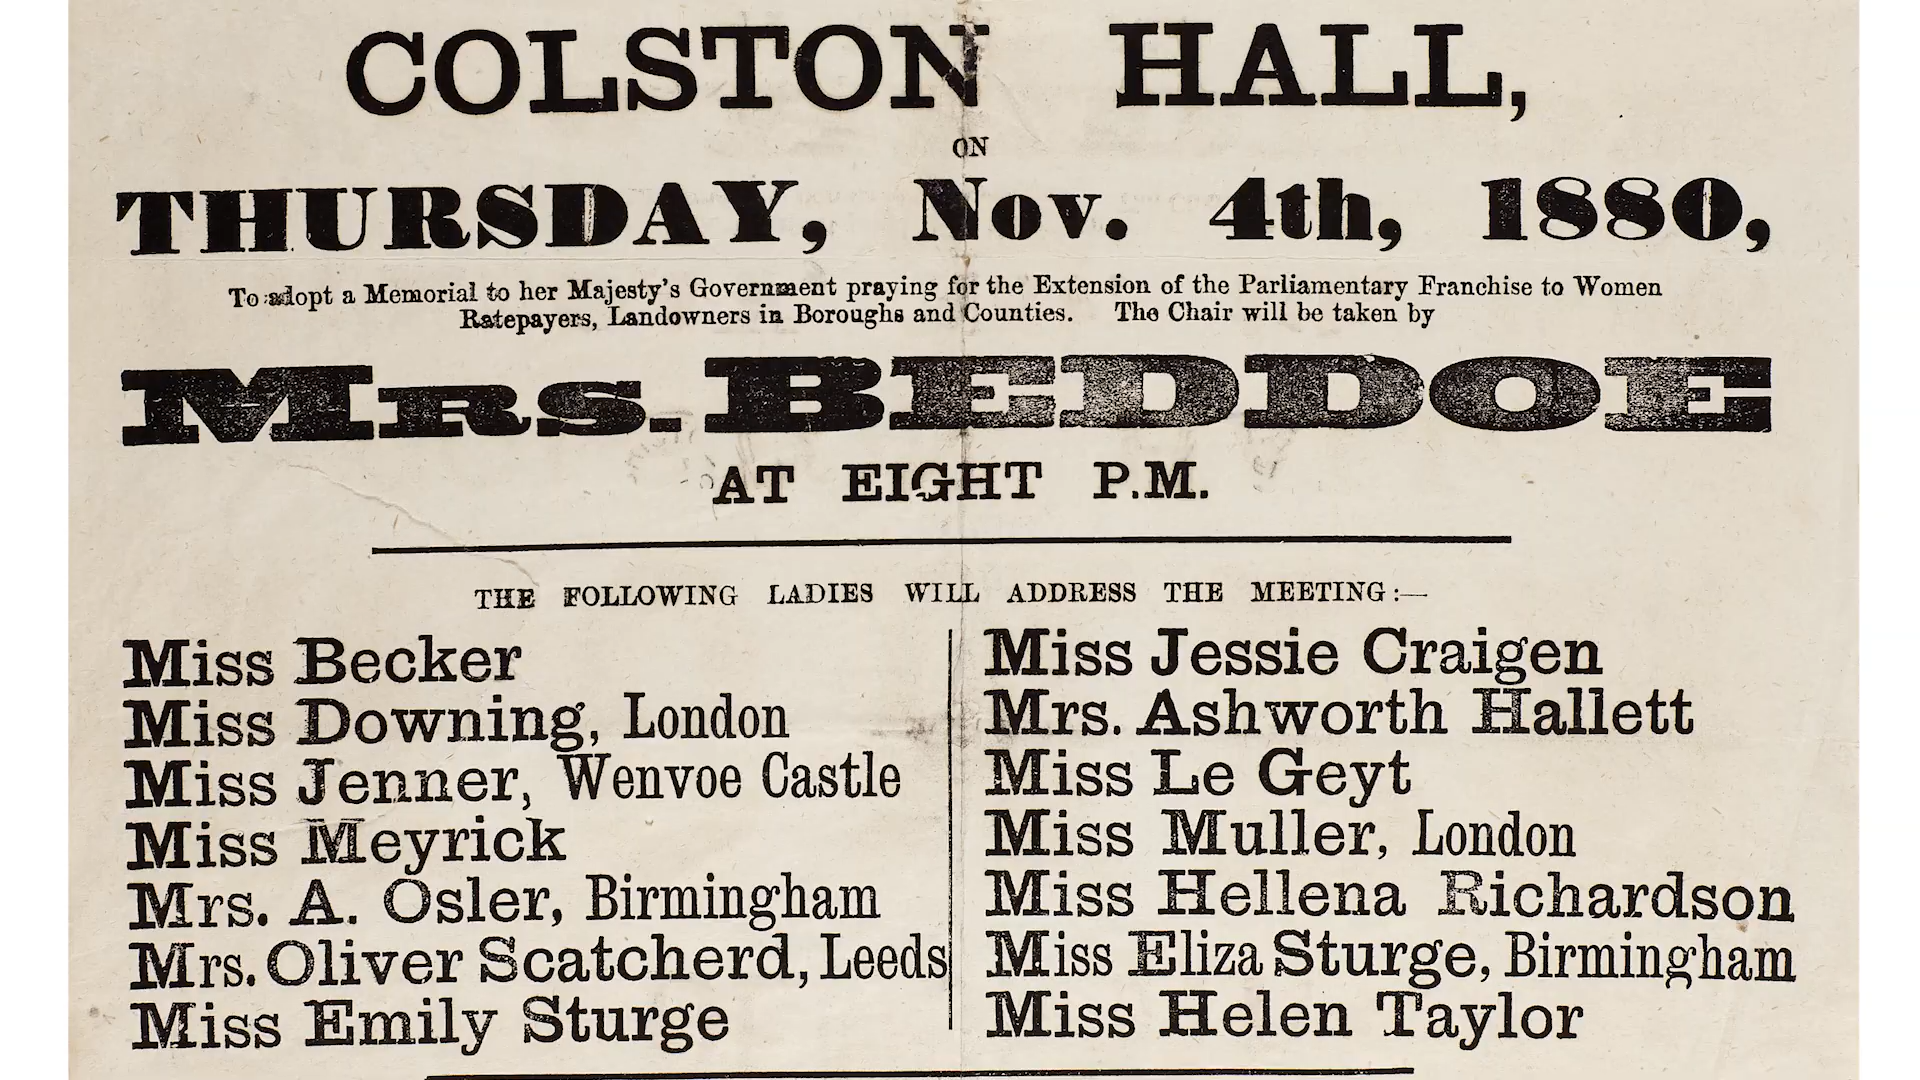 COLSTON HALL,
ON
THURSDAY, Nov. 4th, 1880,
To adopt a Memorial to her Majesty's Government praying for the Extension of the Parliamentary Franchise to Women
Ratepayers, Landowners in Boroughs and Counties. The Chair will be taken by
MRS. BEDDOE
AT EIGHT P.M.
THE FOLLOWING LADIES WILL ADDRESS THE MEETING:—
Miss Becker
Miss Downing, London
Miss Jenner, Wenvoe Castle
Miss Meyrick
Mrs. A. Osler, Birmingham
Mrs. Oliver Scatcherd, Leeds
Miss Emily Sturge
Miss Jessie Craigen
Mrs. Ashworth Hallett
Miss Le Geyt
Miss Muller, London
Miss Hellena Richardson
Miss Eliza Sturge, Birmingham
Miss Helen Taylor